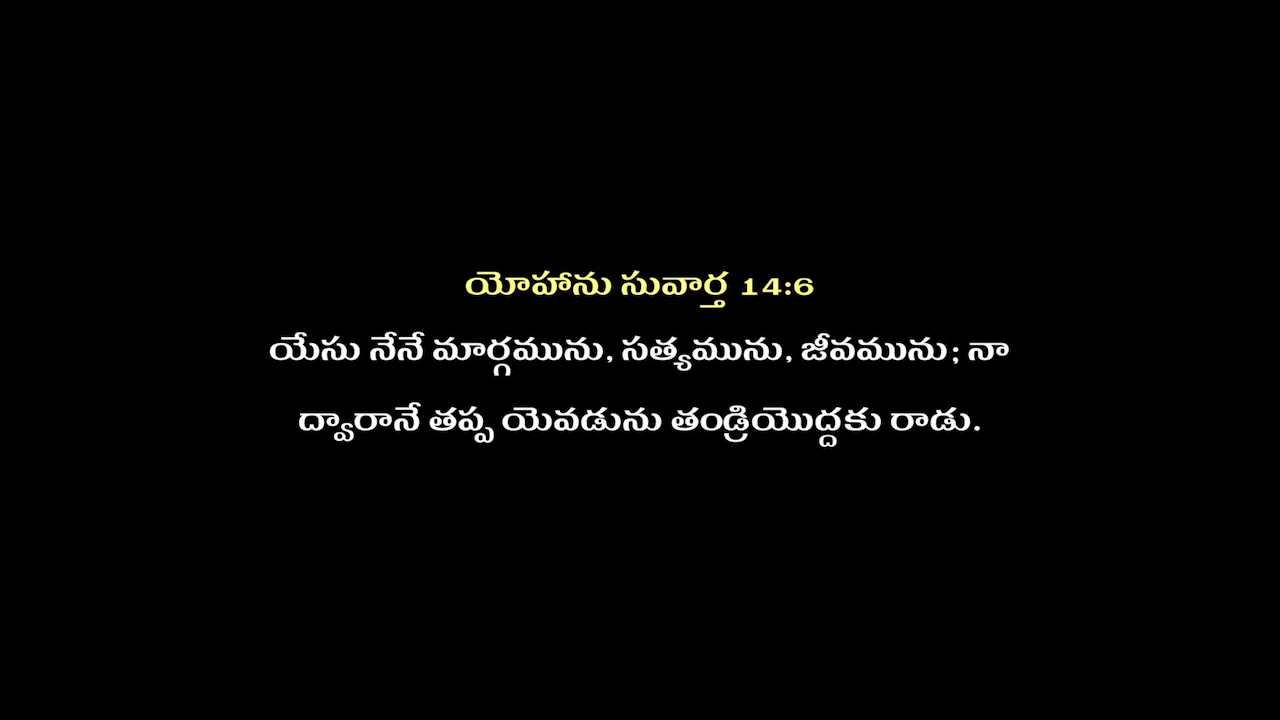 యోహాను సువార్త 14:6
యేసు నేనే మార్గమును, సత్యమును, జీవమును; నా
ద్వారానే తప్ప యెవడును తండ్రియొద్దకు రాడు.